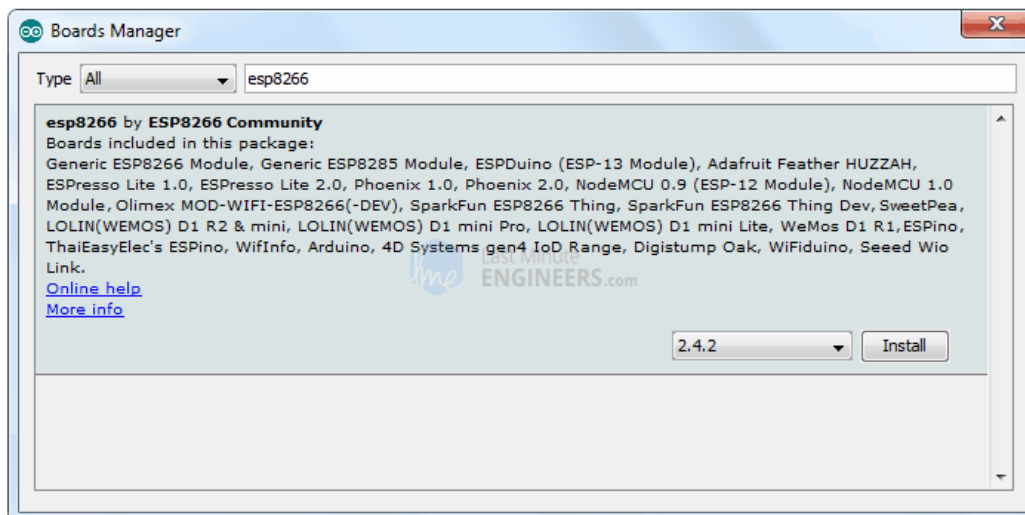 Boards Manager
Type All esp8266
esp8266 by ESP8266 Community
Boards included in this package:
Generic ESP8266 Module, Generic ESP8285 Module, ESPDuino (ESP-13 Module), Adafruit Feather HUZZAH,
ESPresso Lite 1.0, ESPresso Lite 2.0, Phoenix 1.0, Phoenix 2.0, NodeMCU 0.9 (ESP-12 Module), NodeMCU 1.0
Module, Olimex MOD-WIFI-ESP8266(-DEV), SparkFun ESP8266 Thing, SparkFun ESP8266 Thing Dev, SweetPea,
LOLIN(WEMOS) D1 R2 & mini, LOLIN(WEMOS) D1 mini Pro, LOLIN(WEMOS) D1 mini Lite, WeMos D1 R1, ESPino,
ThaiEasyElec's ESPino, WifInfo, Arduino, 4D Systems gen4 IoD Range, Digistump Oak, WiFiduino, Seeed Wio
Link.
lme Last Minute
ENGINEERS.com
Online help
More info
2.4.2 Install